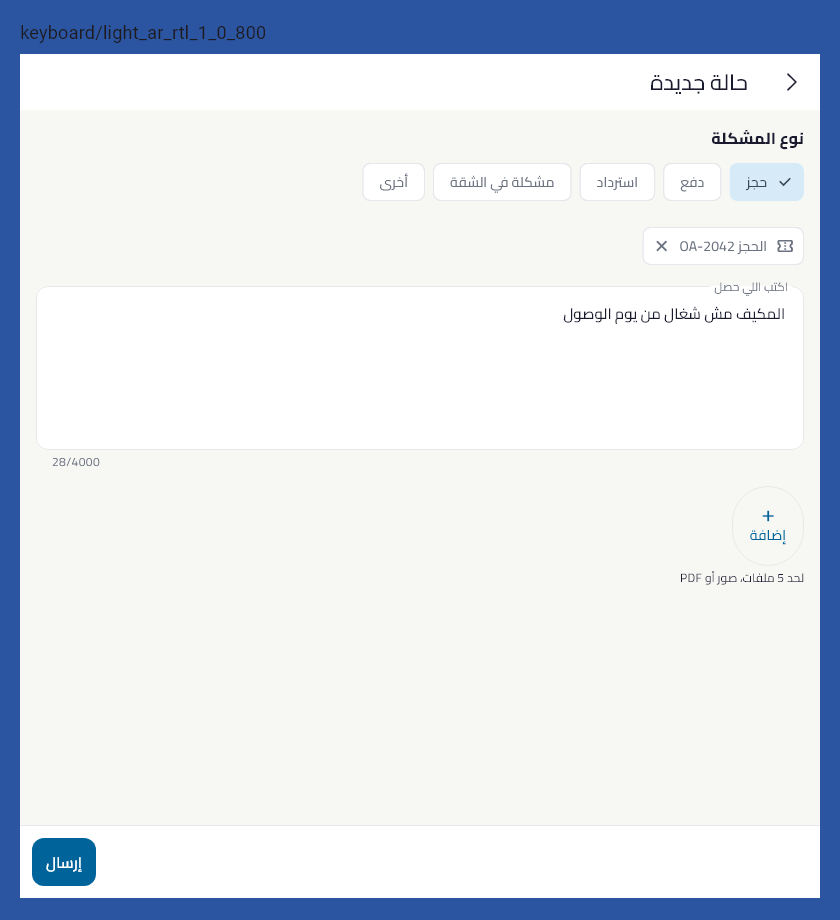 keyboard/light_ar_rtl_1_0_800
حالة جديدة
نوع المشكلة
حجز
دفع
استرداد
مشكلة في الشقة
أخرى
الحجز OA-2042
اكتب اللي حصل
المكيف مش شغال من يوم الوصول
28/4000
إضافة
لحد 5 ملفات، صور أو PDF
إرسال